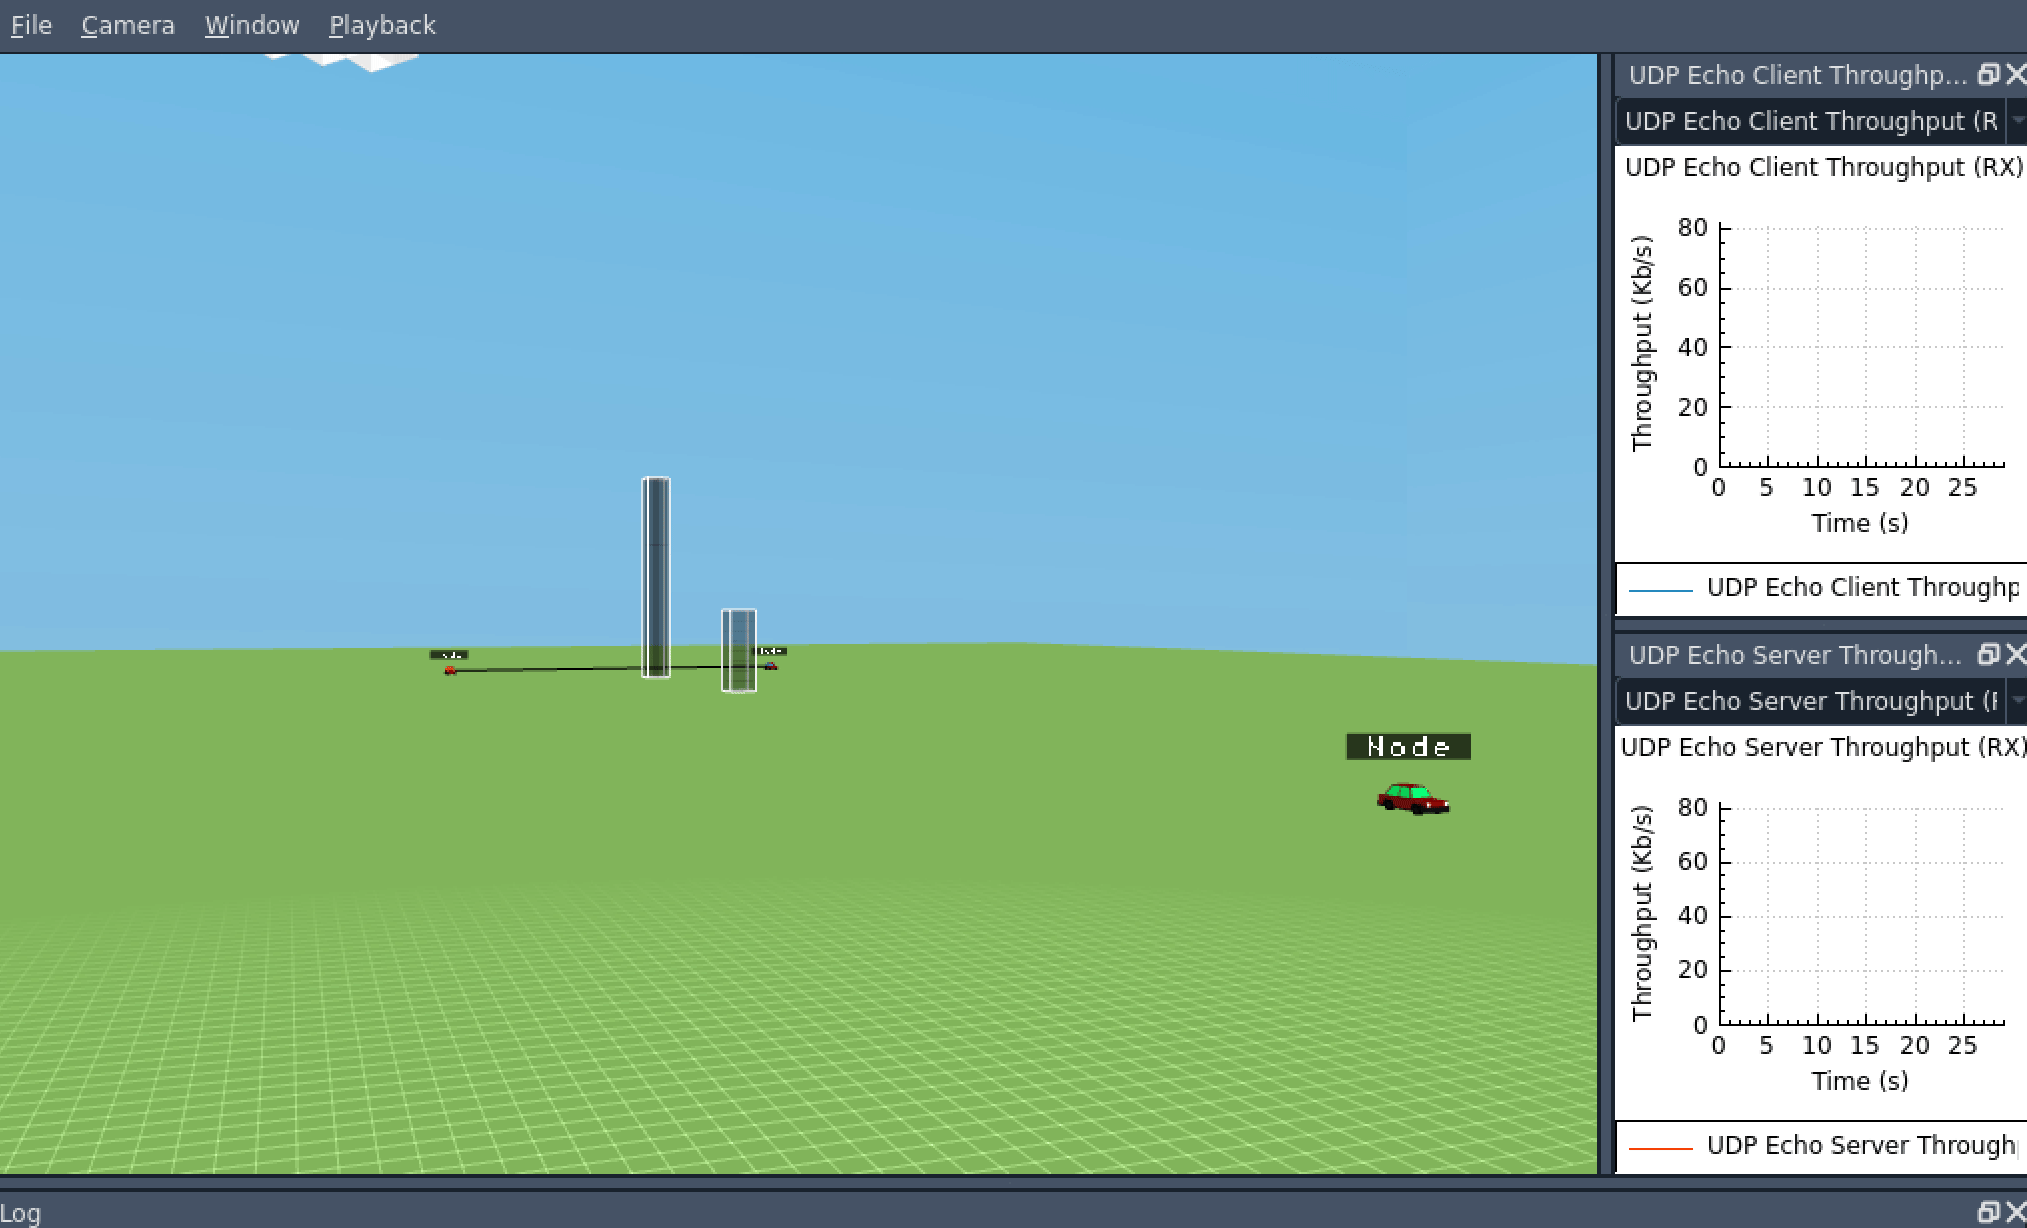 File Camera Window Playback
UDP Echo Client Throughp...
UDP Echo Client Throughput (R
UDP Echo Client Throughput (RX)
80
60
40
20
0
Throughput (Kb/s)
0 5 10 15 20 25
Time (s)
UDP Echo Client Throughp
UDP Echo Server Through...
UDP Echo Server Throughput (
UDP Echo Server Throughput (RX)
80
60
40
20
0
Throughput (Kb/s)
0 5 10 15 20 25
Time (s)
UDP Echo Server Through
Node
Log